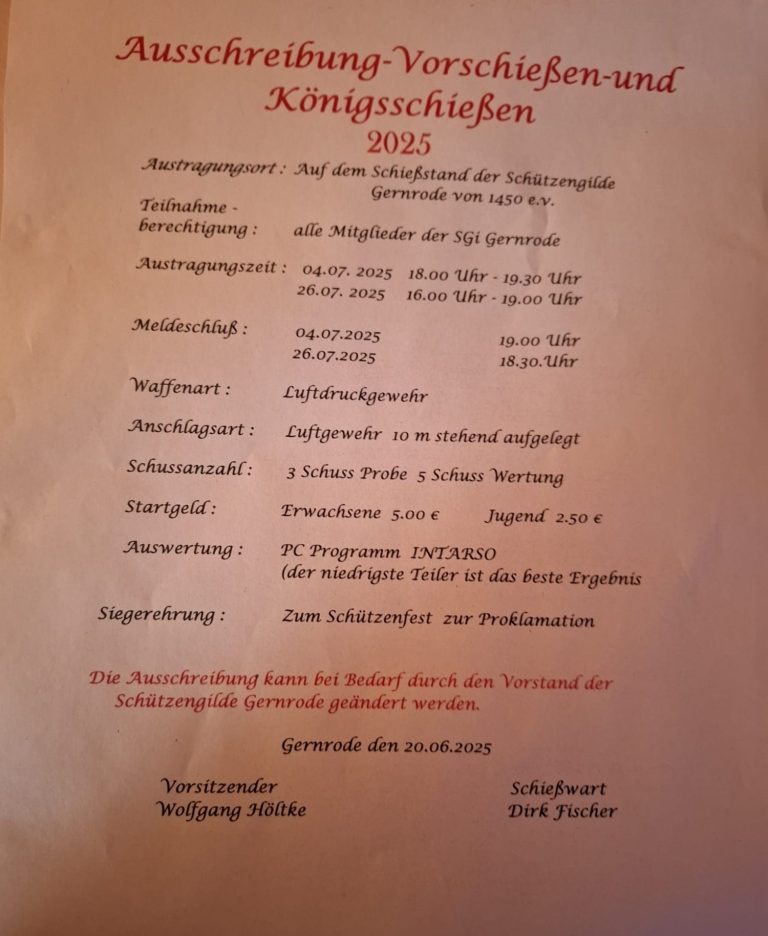 Ausschreibung-Vorschießen-und
Königsschießen
2025
Austragungsort : Auf dem Schießstand der Schützengilde
Gernrode von 1450 e.v.
Teilnahme -
berechtigung : alle Mitglieder der SGi Gernrode
Austragungszeit : 04.07. 2025 18.00 Uhr - 19.30 Uhr
26.07. 2025 16.00 Uhr - 19.00 Uhr
Meldeschluß : 04.07.2025 19.00 Uhr
26.07.2025 18.30.Uhr
Waffenart : Luftdruckgewehr
Anschlagsart : Luftgewehr 10 m stehend aufgelegt
Schussanzahl : 3 Schuss Probe 5 Schuss Wertung
Startgeld : Erwachsene 5.00 € Jugend 2.50 €
Auswertung : PC Programm INTARSO
(der niedrigste Teiler ist das beste Ergebnis
Siegerehrung : Zum Schützenfest zur Proklamation
Die Ausschreibung kann bei Bedarf durch den Vorstand der
Schützengilde Gernrode geändert werden.
Gernrode den 20.06.2025
Vorsitzender Schießwart
Wolfgang Höltke Dirk Fischer